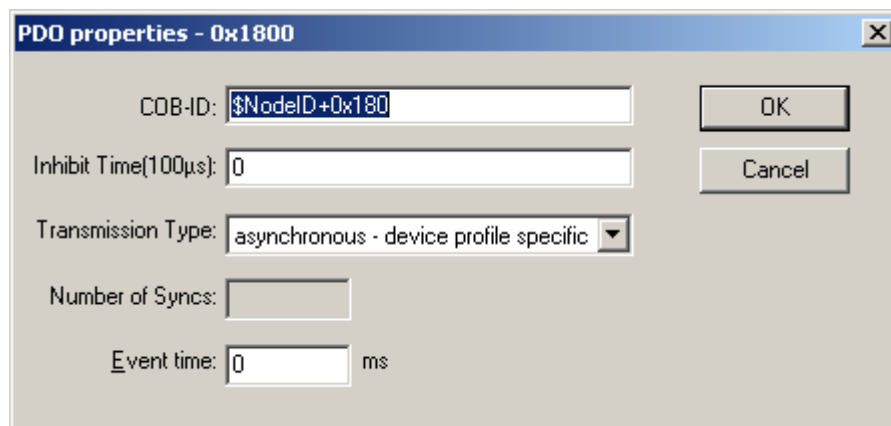 PDO properties - 0x1800
COB-ID: $NodeID+0x180
OK
Inhibit Time(100µs): 0
Cancel
Transmission Type: asynchronous - device profile specific
Number of Syncs:
Event time: 0 ms